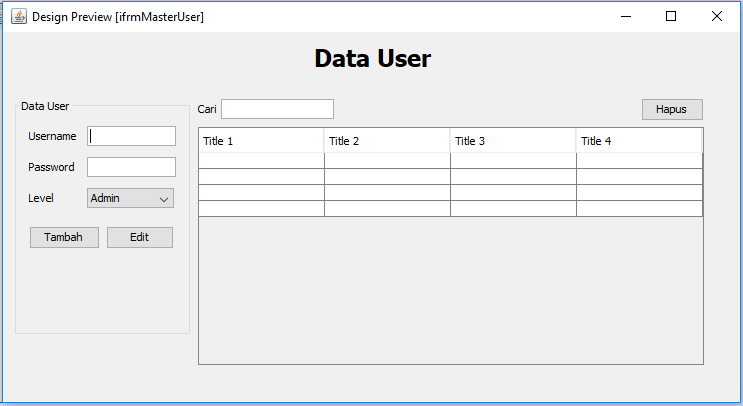 Design Preview [ifrmMasterUser]
Data User
Data User
Username
Password
Level Admin
Tambah Edit
Cari Hapus
Title 1 Title 2 Title 3 Title 4